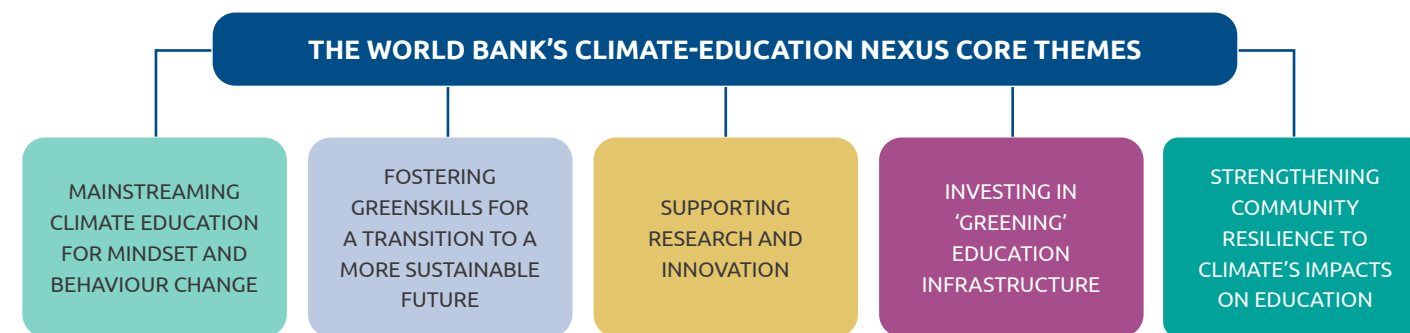 THE WORLD BANK’S CLIMATE-EDUCATION NEXUS CORE THEMES
MAINSTREAMING
CLIMATE EDUCATION
FOR MINDSET AND
BEHAVIOUR CHANGE
FOSTERING
GREENSKILLS FOR
A TRANSITION TO A
MORE SUSTAINABLE
FUTURE
SUPPORTING
RESEARCH AND
INNOVATION
INVESTING IN
‘GREENING’
EDUCATION
INFRASTRUCTURE
STRENGTHENING
COMMUNITY
RESILIENCE TO
CLIMATE’S IMPACTS
ON EDUCATION